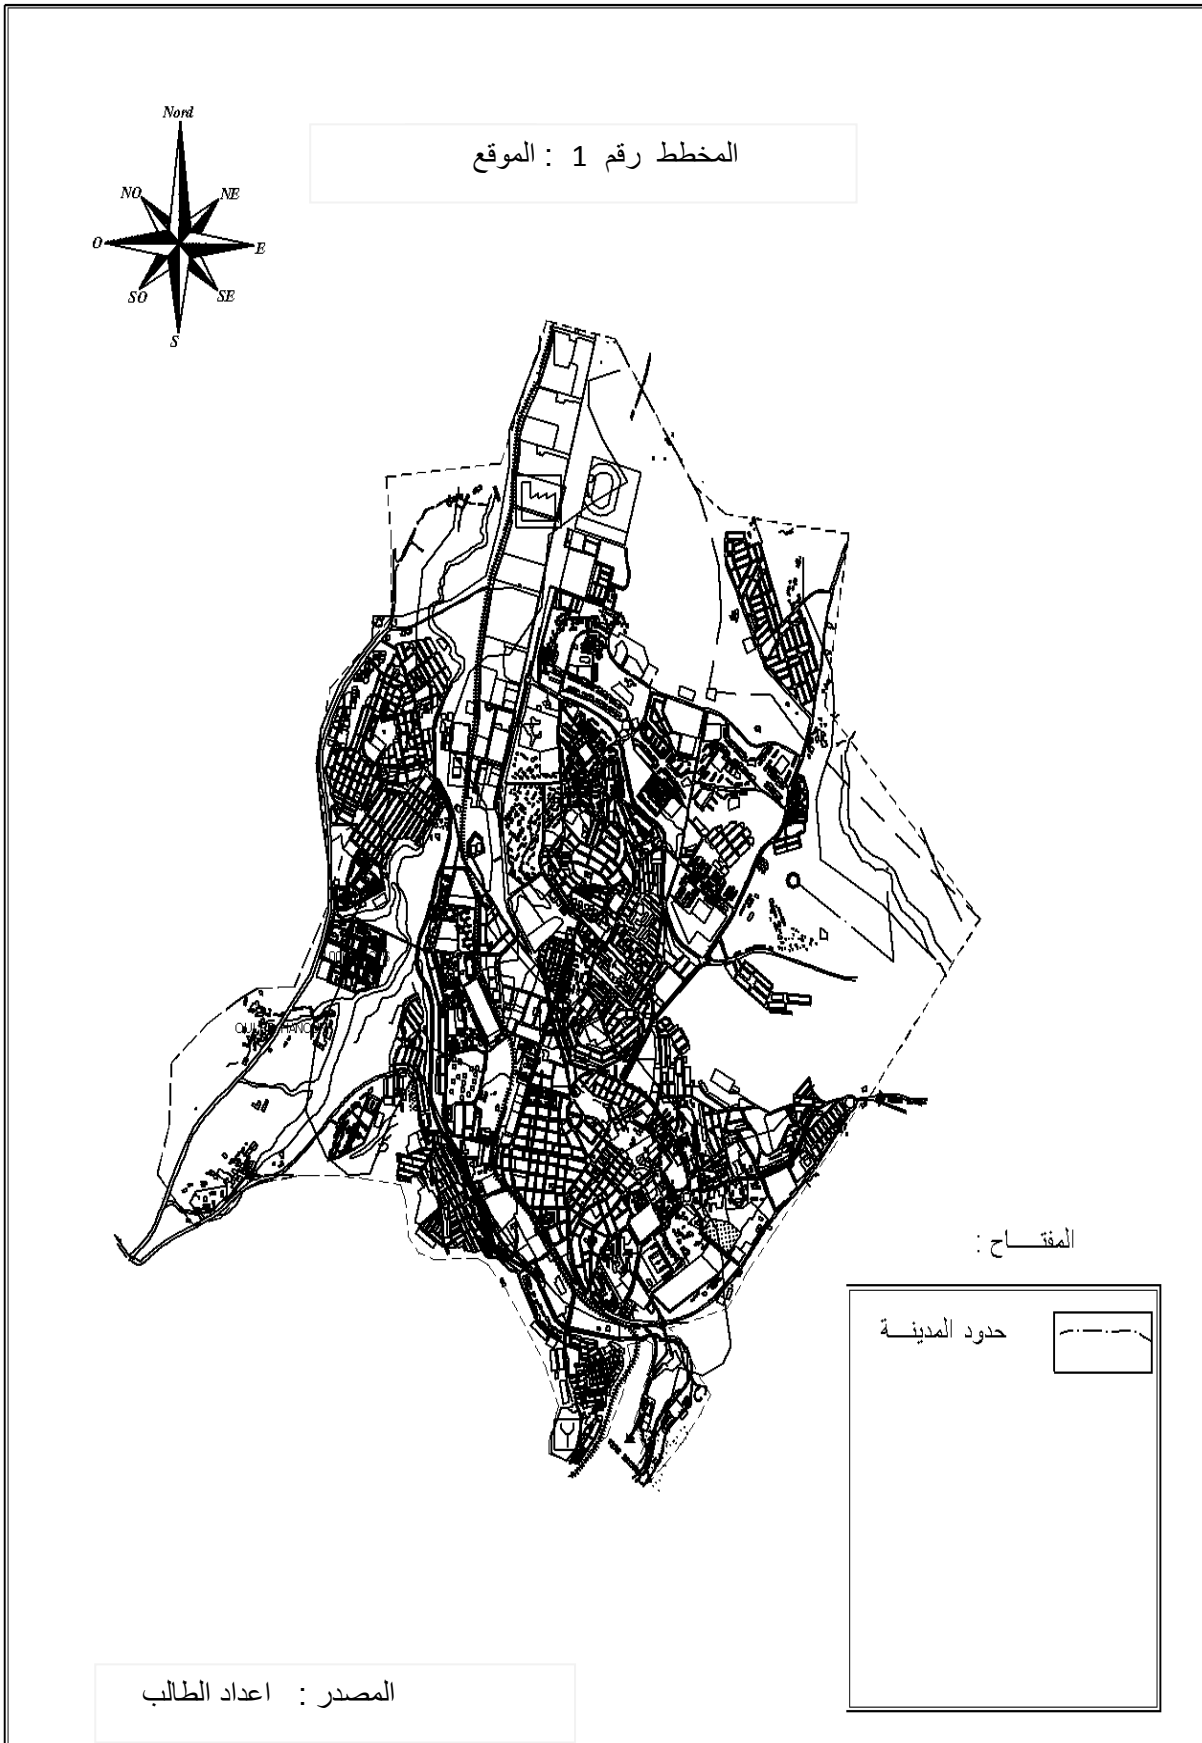 Nord
المخطط رقم 1 : الموقع
NO
NE
O
E
SO
SE
S
المفتـــاح :
حدود المدينـــة
المصدر : اعداد الطالب